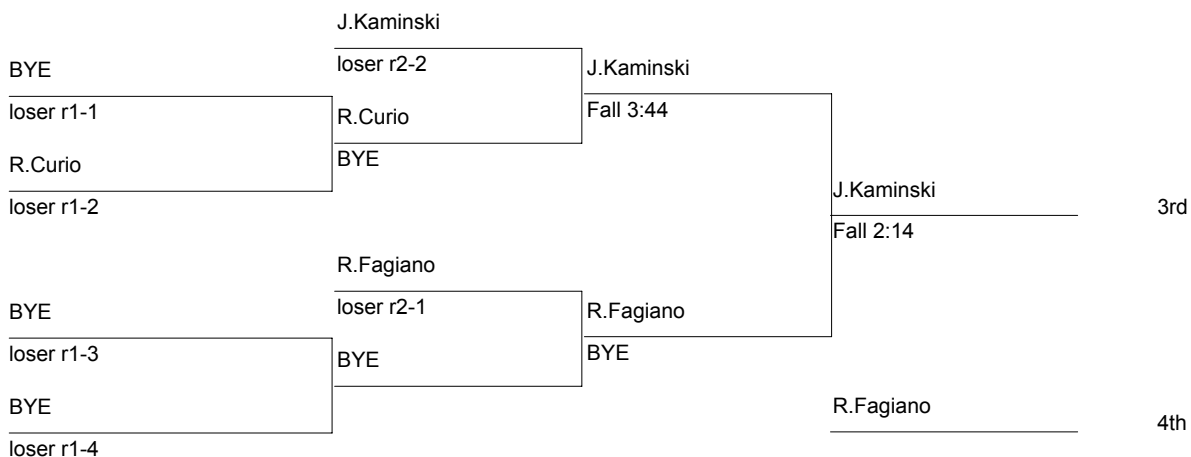 J.Kaminski
BYE
loser r2-2
J.Kaminski
loser r1-1
R.Curio
Fall 3:44
R.Curio
BYE
J.Kaminski
loser r1-2
3rd
Fall 2:14
R.Fagiano
BYE
loser r2-1
R.Fagiano
loser r1-3
BYE
BYE
BYE
R.Fagiano
4th
loser r1-4